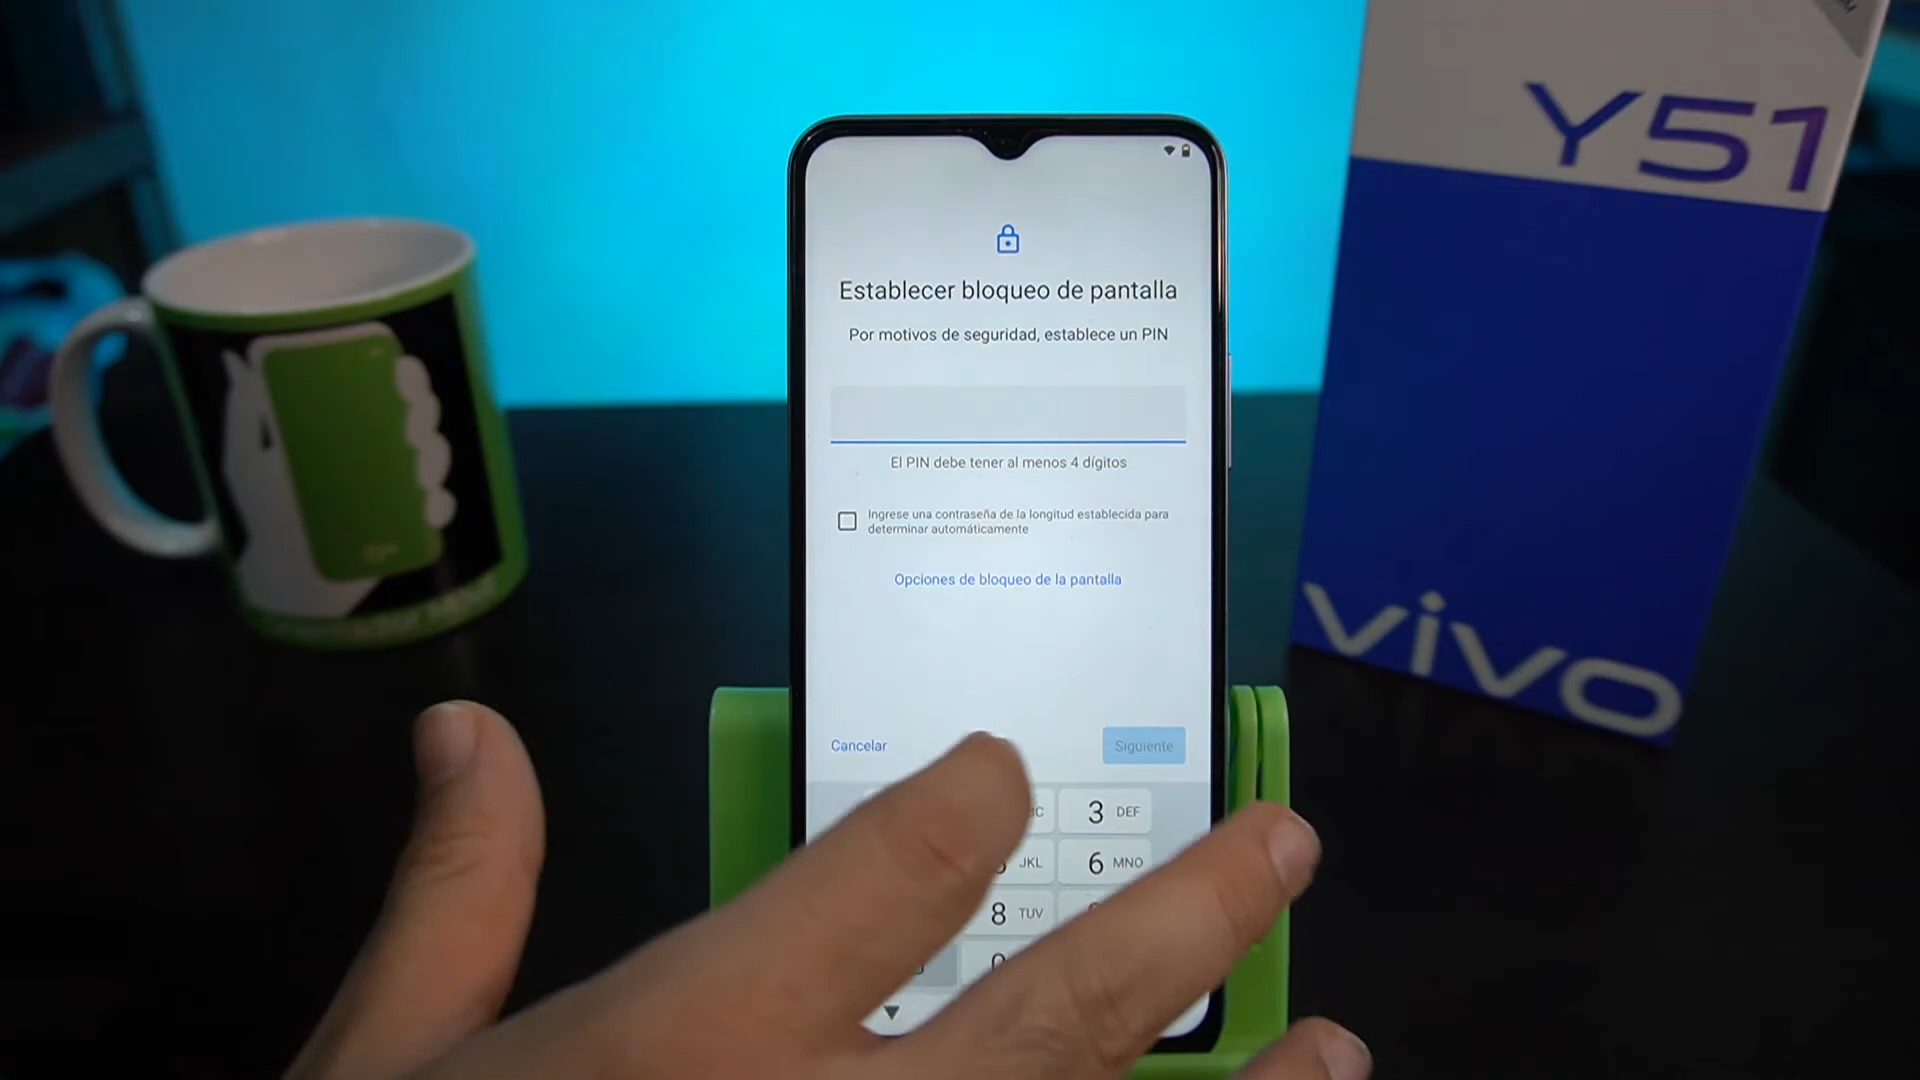 Y51
Establecer bloqueo de pantalla
Por motivos de seguridad, establece un PIN
El PIN debe tener al menos 4 dígitos
Ingrese una contraseña de la longitud establecida para
determinar automáticamente
Opciones de bloqueo de la pantalla
vivo
Cancelar
Siguiente
3 DEF
JKL
6 MNO
8 TUV